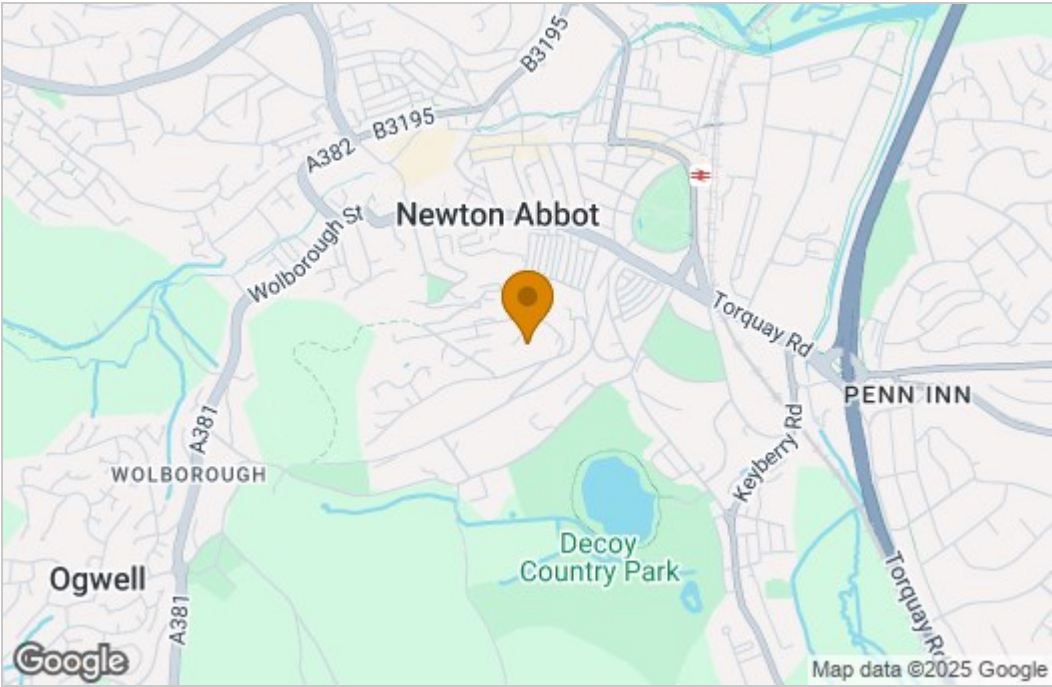 B3195
B3195
A382
Wolborough St
Newton Abbot
Torquay Rd
PENN INN
A381
Keyberry Rd
WOLBOROUGH
Decoy
Country Park
Ogwell
A381
Torquay Rd
Google
Map data ©2025 Google